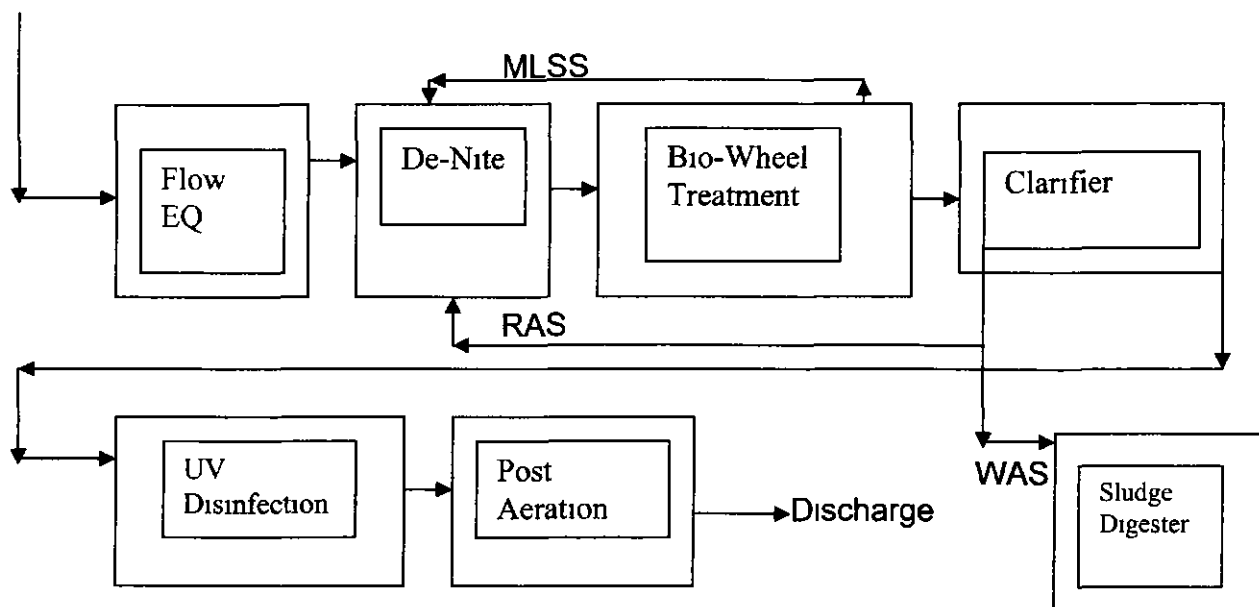 MLSS
Flow
EQ
De-Nite
Bio-Wheel
Treatment
Clarifier
RAS
UV
Disinfection
Post
Aeration
Discharge
WAS
Sludge
Digester